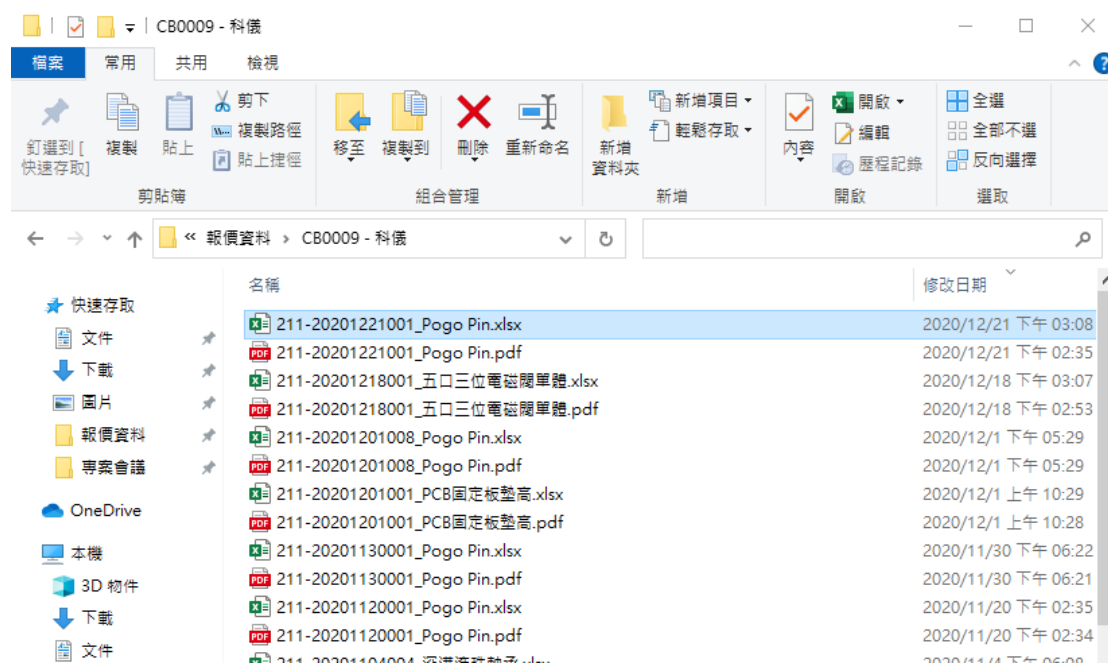 CB0009 - 科儀
檔案 常用 共用 檢視
釘選到 [快速存取]
複製
貼上
剪下
複製路徑
貼上捷徑
剪貼簿
移至
複製到
刪除
重新命名
組合管理
新增資料夾
新增項目
輕鬆存取
新增
內容
開啟
編輯
歷程記錄
開啟
全選
全部不選
反向選擇
選取
« 報價資料 › CB0009 - 科儀
名稱 修改日期
快速存取
文件
下載
圖片
報價資料
專案會議
OneDrive
本機
3D 物件
下載
文件
211-20201221001_Pogo Pin.xlsx 2020/12/21 下午 03:08
211-20201221001_Pogo Pin.pdf 2020/12/21 下午 02:35
211-20201218001_五口三位電磁閥單體.xlsx 2020/12/18 下午 03:07
211-20201218001_五口三位電磁閥單體.pdf 2020/12/18 下午 02:53
211-20201201008_Pogo Pin.xlsx 2020/12/1 下午 05:29
211-20201201008_Pogo Pin.pdf 2020/12/1 下午 05:29
211-20201201001_PCB固定板墊高.xlsx 2020/12/1 上午 10:29
211-20201201001_PCB固定板墊高.pdf 2020/12/1 上午 10:28
211-20201130001_Pogo Pin.xlsx 2020/11/30 下午 06:22
211-20201130001_Pogo Pin.pdf 2020/11/30 下午 06:21
211-20201120001_Pogo Pin.xlsx 2020/11/20 下午 02:35
211-20201120001_Pogo Pin.pdf 2020/11/20 下午 02:34